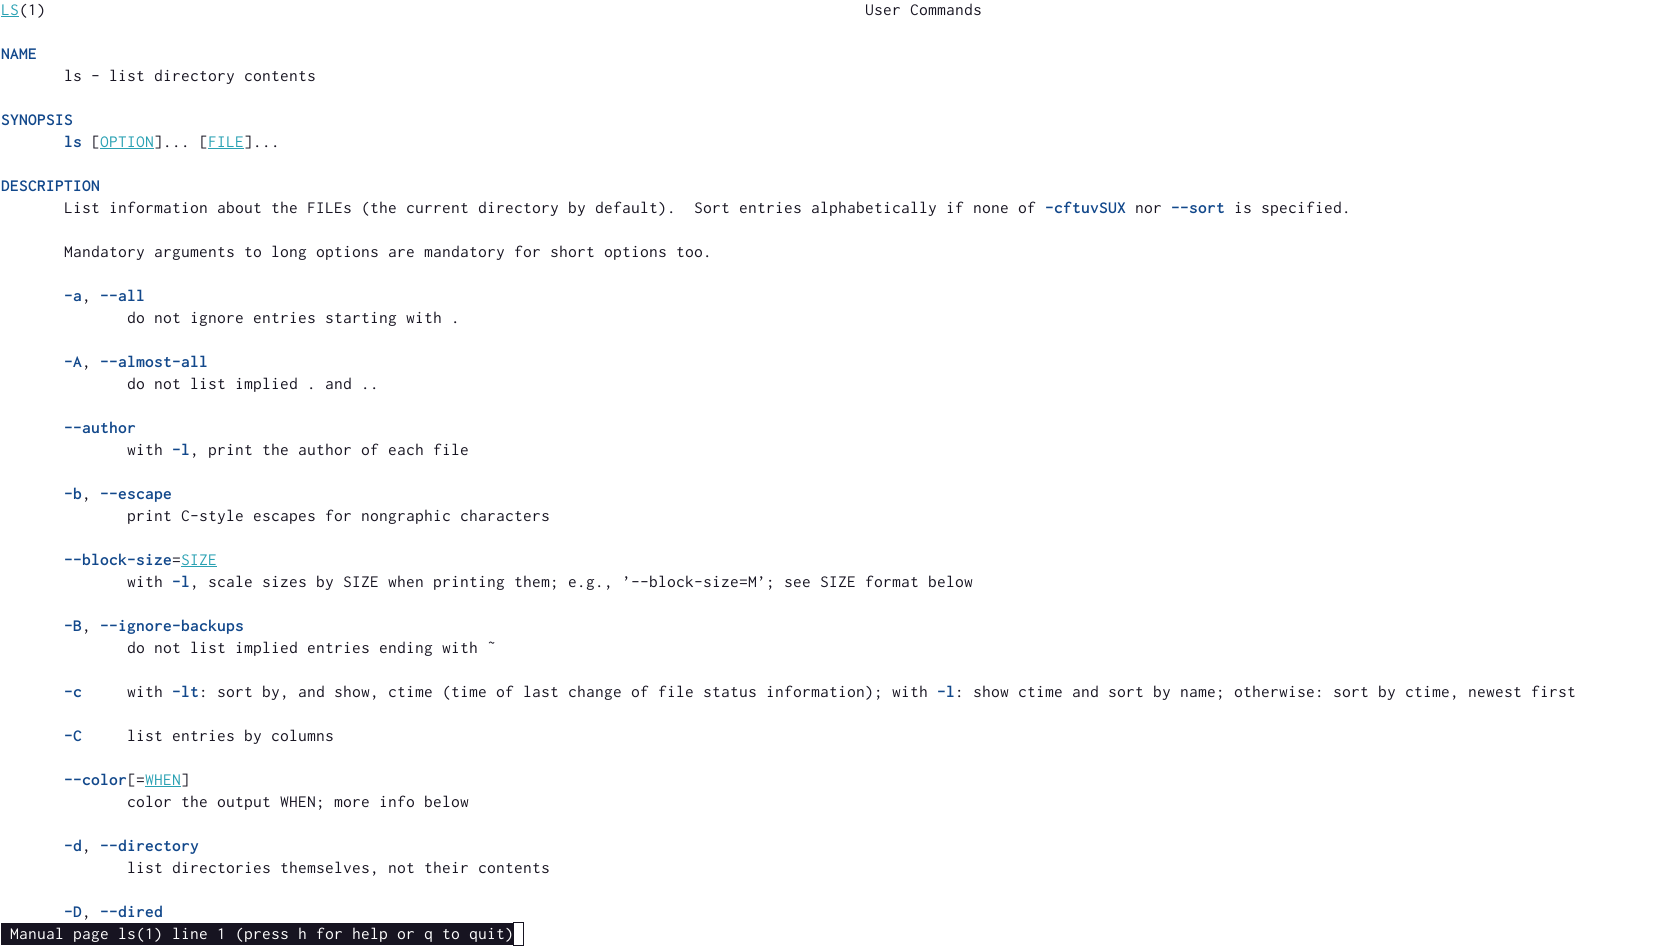 LS(1) User Commands
NAME
ls - list directory contents
SYNOPSIS
ls [OPTION]... [FILE]...
DESCRIPTION
List information about the FILEs (the current directory by default).  Sort entries alphabetically if none of -cftuvSUX nor --sort is specified.
Mandatory arguments to long options are mandatory for short options too.
-a, --all
do not ignore entries starting with .
-A, --almost-all
do not list implied . and ..
--author
with -l, print the author of each file
-b, --escape
print C-style escapes for nongraphic characters
--block-size=SIZE
with -l, scale sizes by SIZE when printing them; e.g., ’--block-size=M’; see SIZE format below
-B, --ignore-backups
do not list implied entries ending with ~
-c     with -lt: sort by, and show, ctime (time of last change of file status information); with -l: show ctime and sort by name; otherwise: sort by ctime, newest first
-C     list entries by columns
--color[=WHEN]
color the output WHEN; more info below
-d, --directory
list directories themselves, not their contents
-D, --dired
Manual page ls(1) line 1 (press h for help or q to quit)